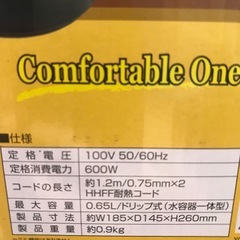 Comfortable One
■仕様
定格電圧 100V 50/60Hz
定格消費電力 600W
コードの長さ 約1.2m/0.75mm×2
HHFF耐熱コード
最大容量 0.65L/ドリップ式(水容器一体型)
製品寸法 約W185×D145×H260mm
製品重量 約0.9kg